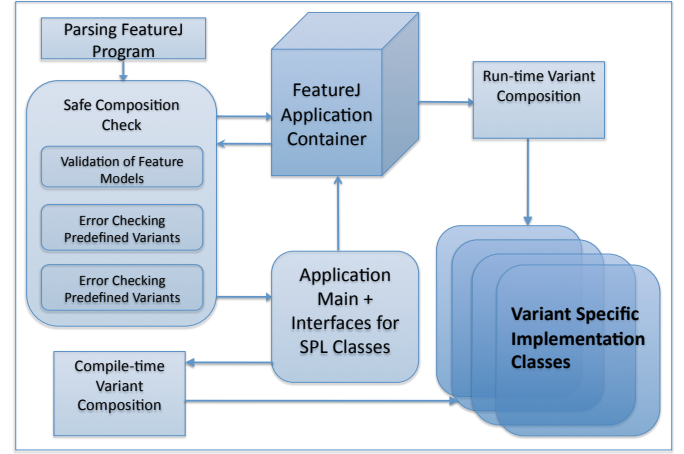 Parsing FeatureJ
Program
Safe Composition
Check
Validation of Feature
Models
Error Checking
Predefined Variants
Error Checking
Predefined Variants
FeatureJ
Application
Container
Run-time Variant
Composition
Application
Main +
Interfaces for
SPL Classes
Compile-time
Variant
Composition
Variant Specific
Implementation
Classes